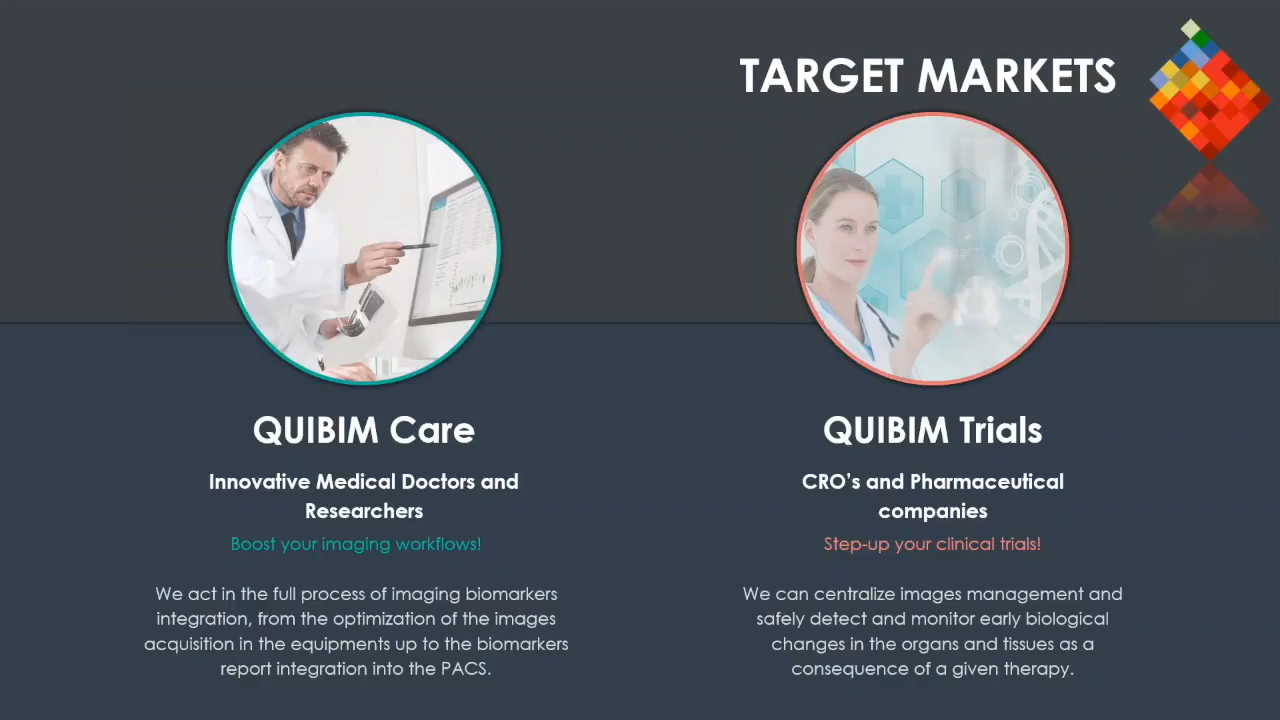 TARGET MARKETS
QUIBIM Care
Innovative Medical Doctors and
Researchers
Boost your imaging workflows!
We act in the full process of imaging biomarkers
integration, from the optimization of the images
acquisition in the equipments up to the biomarkers
report integration into the PACS.
QUIBIM Trials
CRO’s and Pharmaceutical
companies
Step-up your clinical trials!
We can centralize images management and
safely detect and monitor early biological
changes in the organs and tissues as a
consequence of a given therapy.